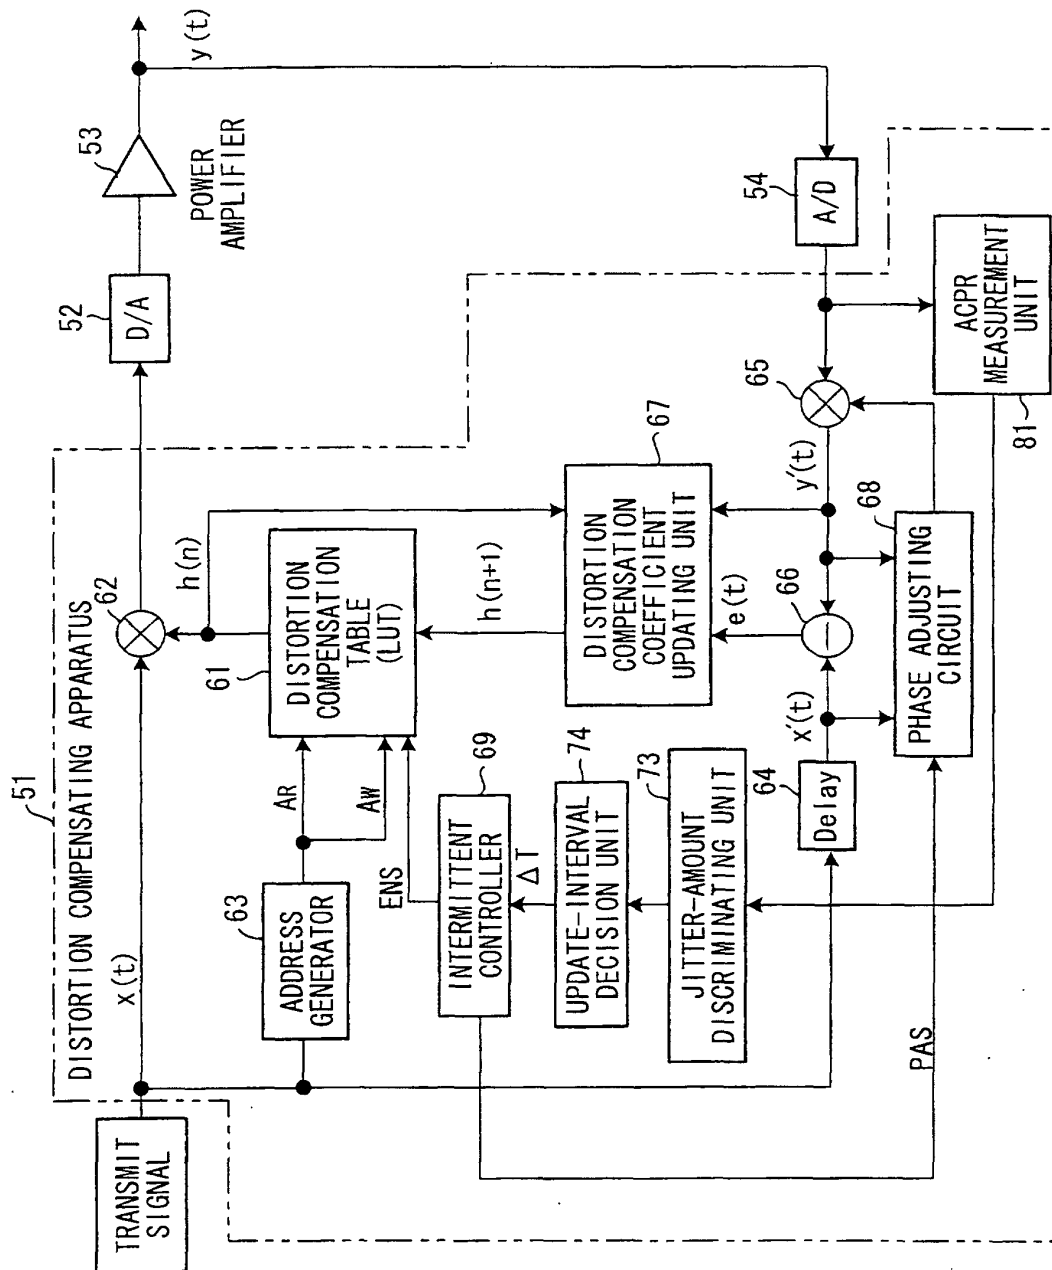 51
DISTORTION COMPENSATING APPARATUS
TRANSMIT
SIGNAL
x(t)
62
52
D/A
53
POWER
AMPLIFIER
y(t)
63
ADDRESS
GENERATOR
AR
AW
ENS
61
DISTORTION
COMPENSATION
TABLE
(LUT)
h(n)
h(n+1)
69
INTERMITTENT
CONTROLLER
ΔT
74
UPDATE-INTERVAL
DECISION UNIT
73
JITTER-AMOUNT
DISCRIMINATING UNIT
67
DISTORTION
COMPENSATION
COEFFICIENT
UPDATING UNIT
e(t)
64
Delay
x'(t)
66
y'(t)
65
54
A/D
68
PHASE ADJUSTING
CIRCUIT
PAS
ACPR
MEASUREMENT
UNIT
81